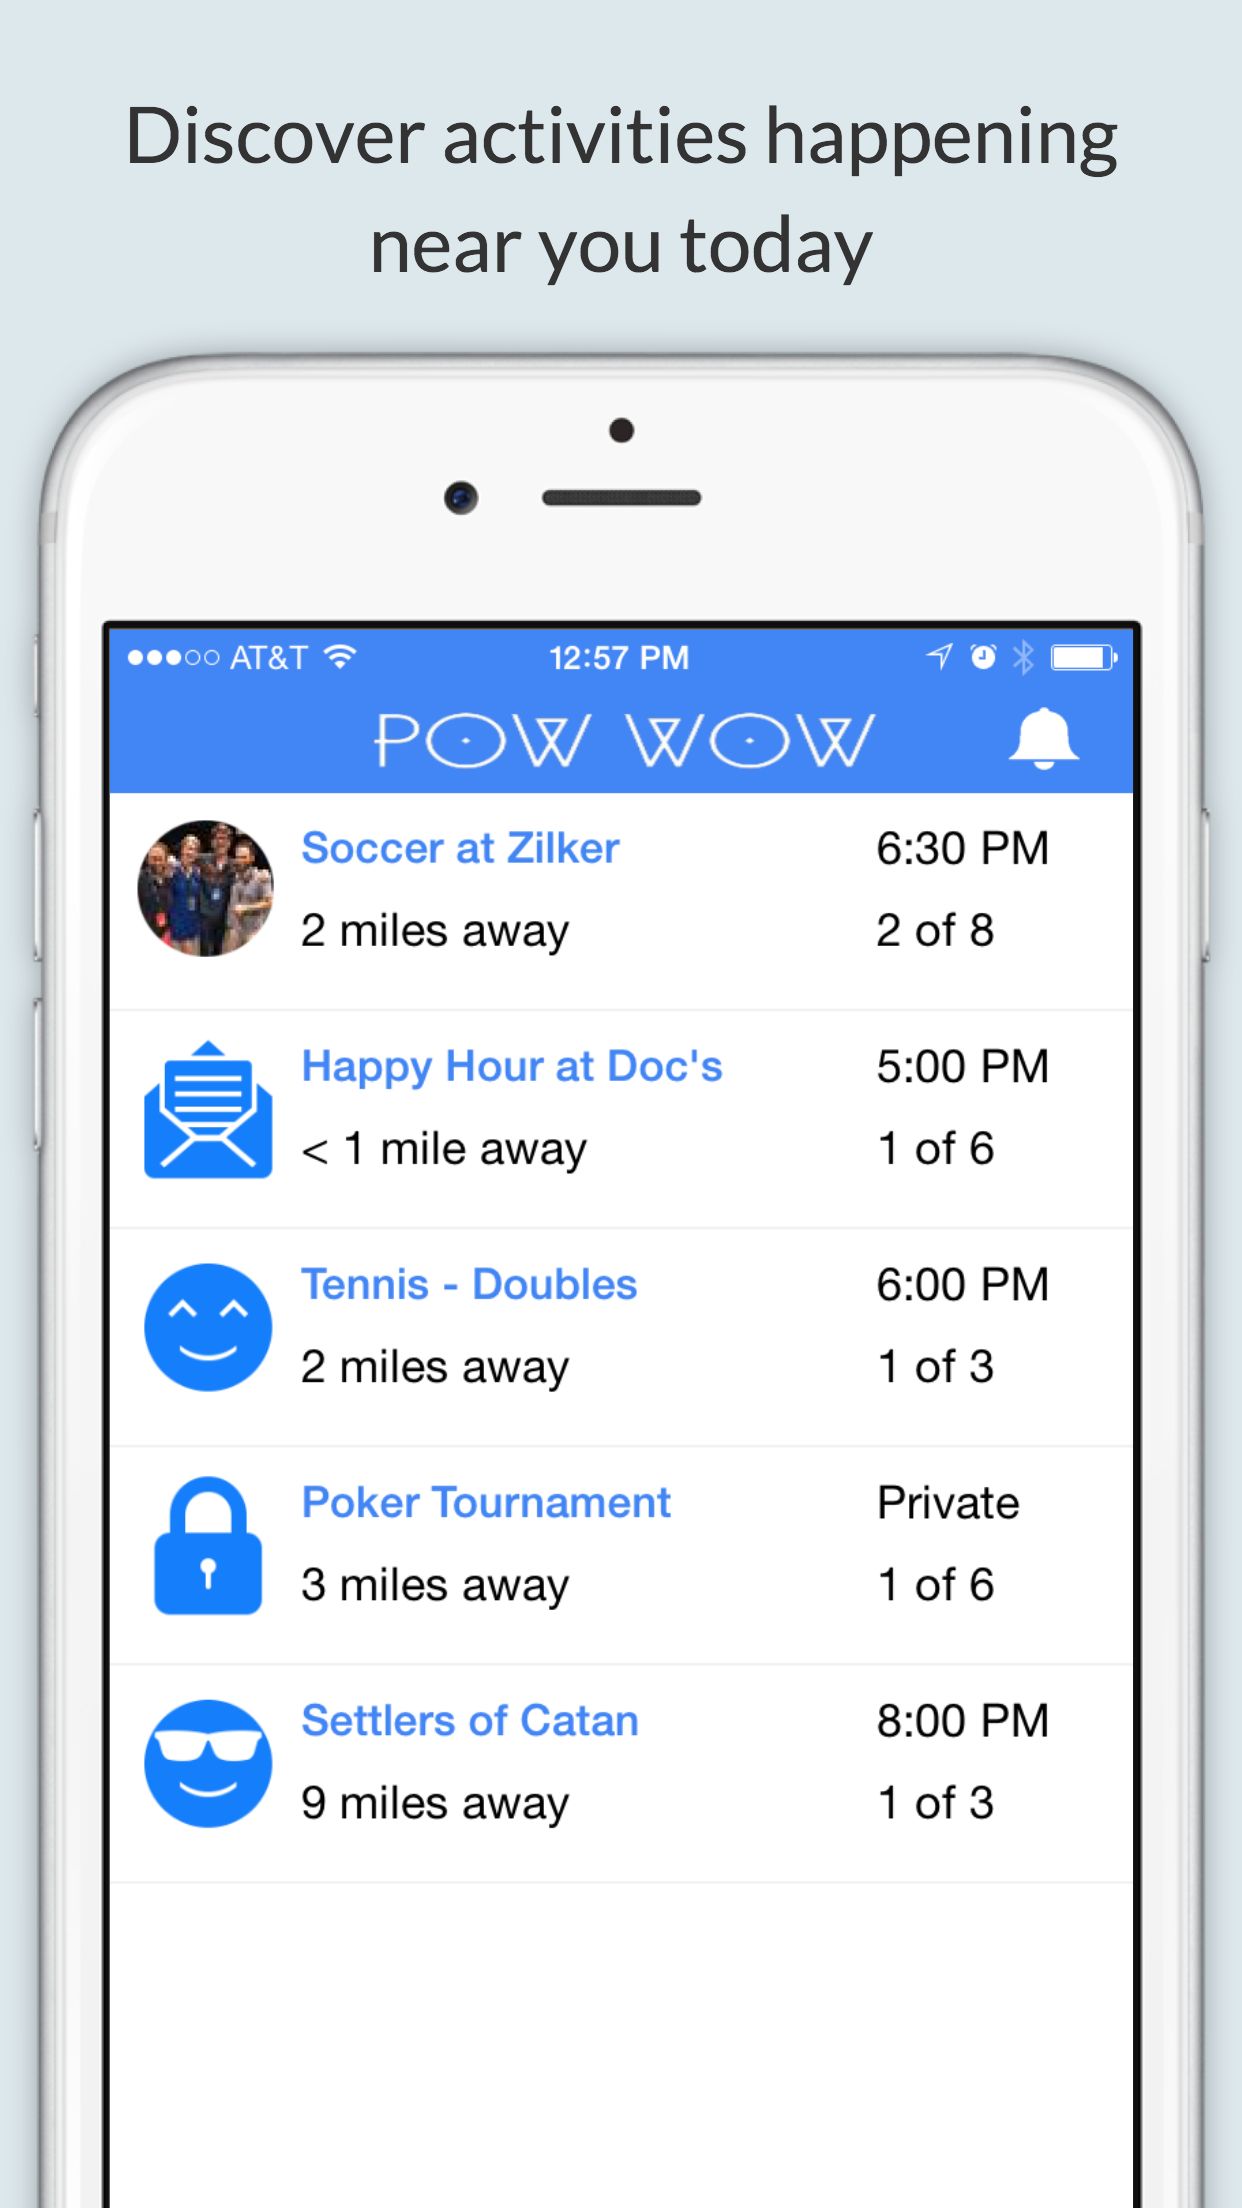 Discover activities happening
near you today
AT&T 12:57 PM
POW WOW
Soccer at Zilker 6:30 PM
2 miles away 2 of 8
Happy Hour at Doc's 5:00 PM
< 1 mile away 1 of 6
Tennis - Doubles 6:00 PM
2 miles away 1 of 3
Poker Tournament Private
3 miles away 1 of 6
Settlers of Catan 8:00 PM
9 miles away 1 of 3